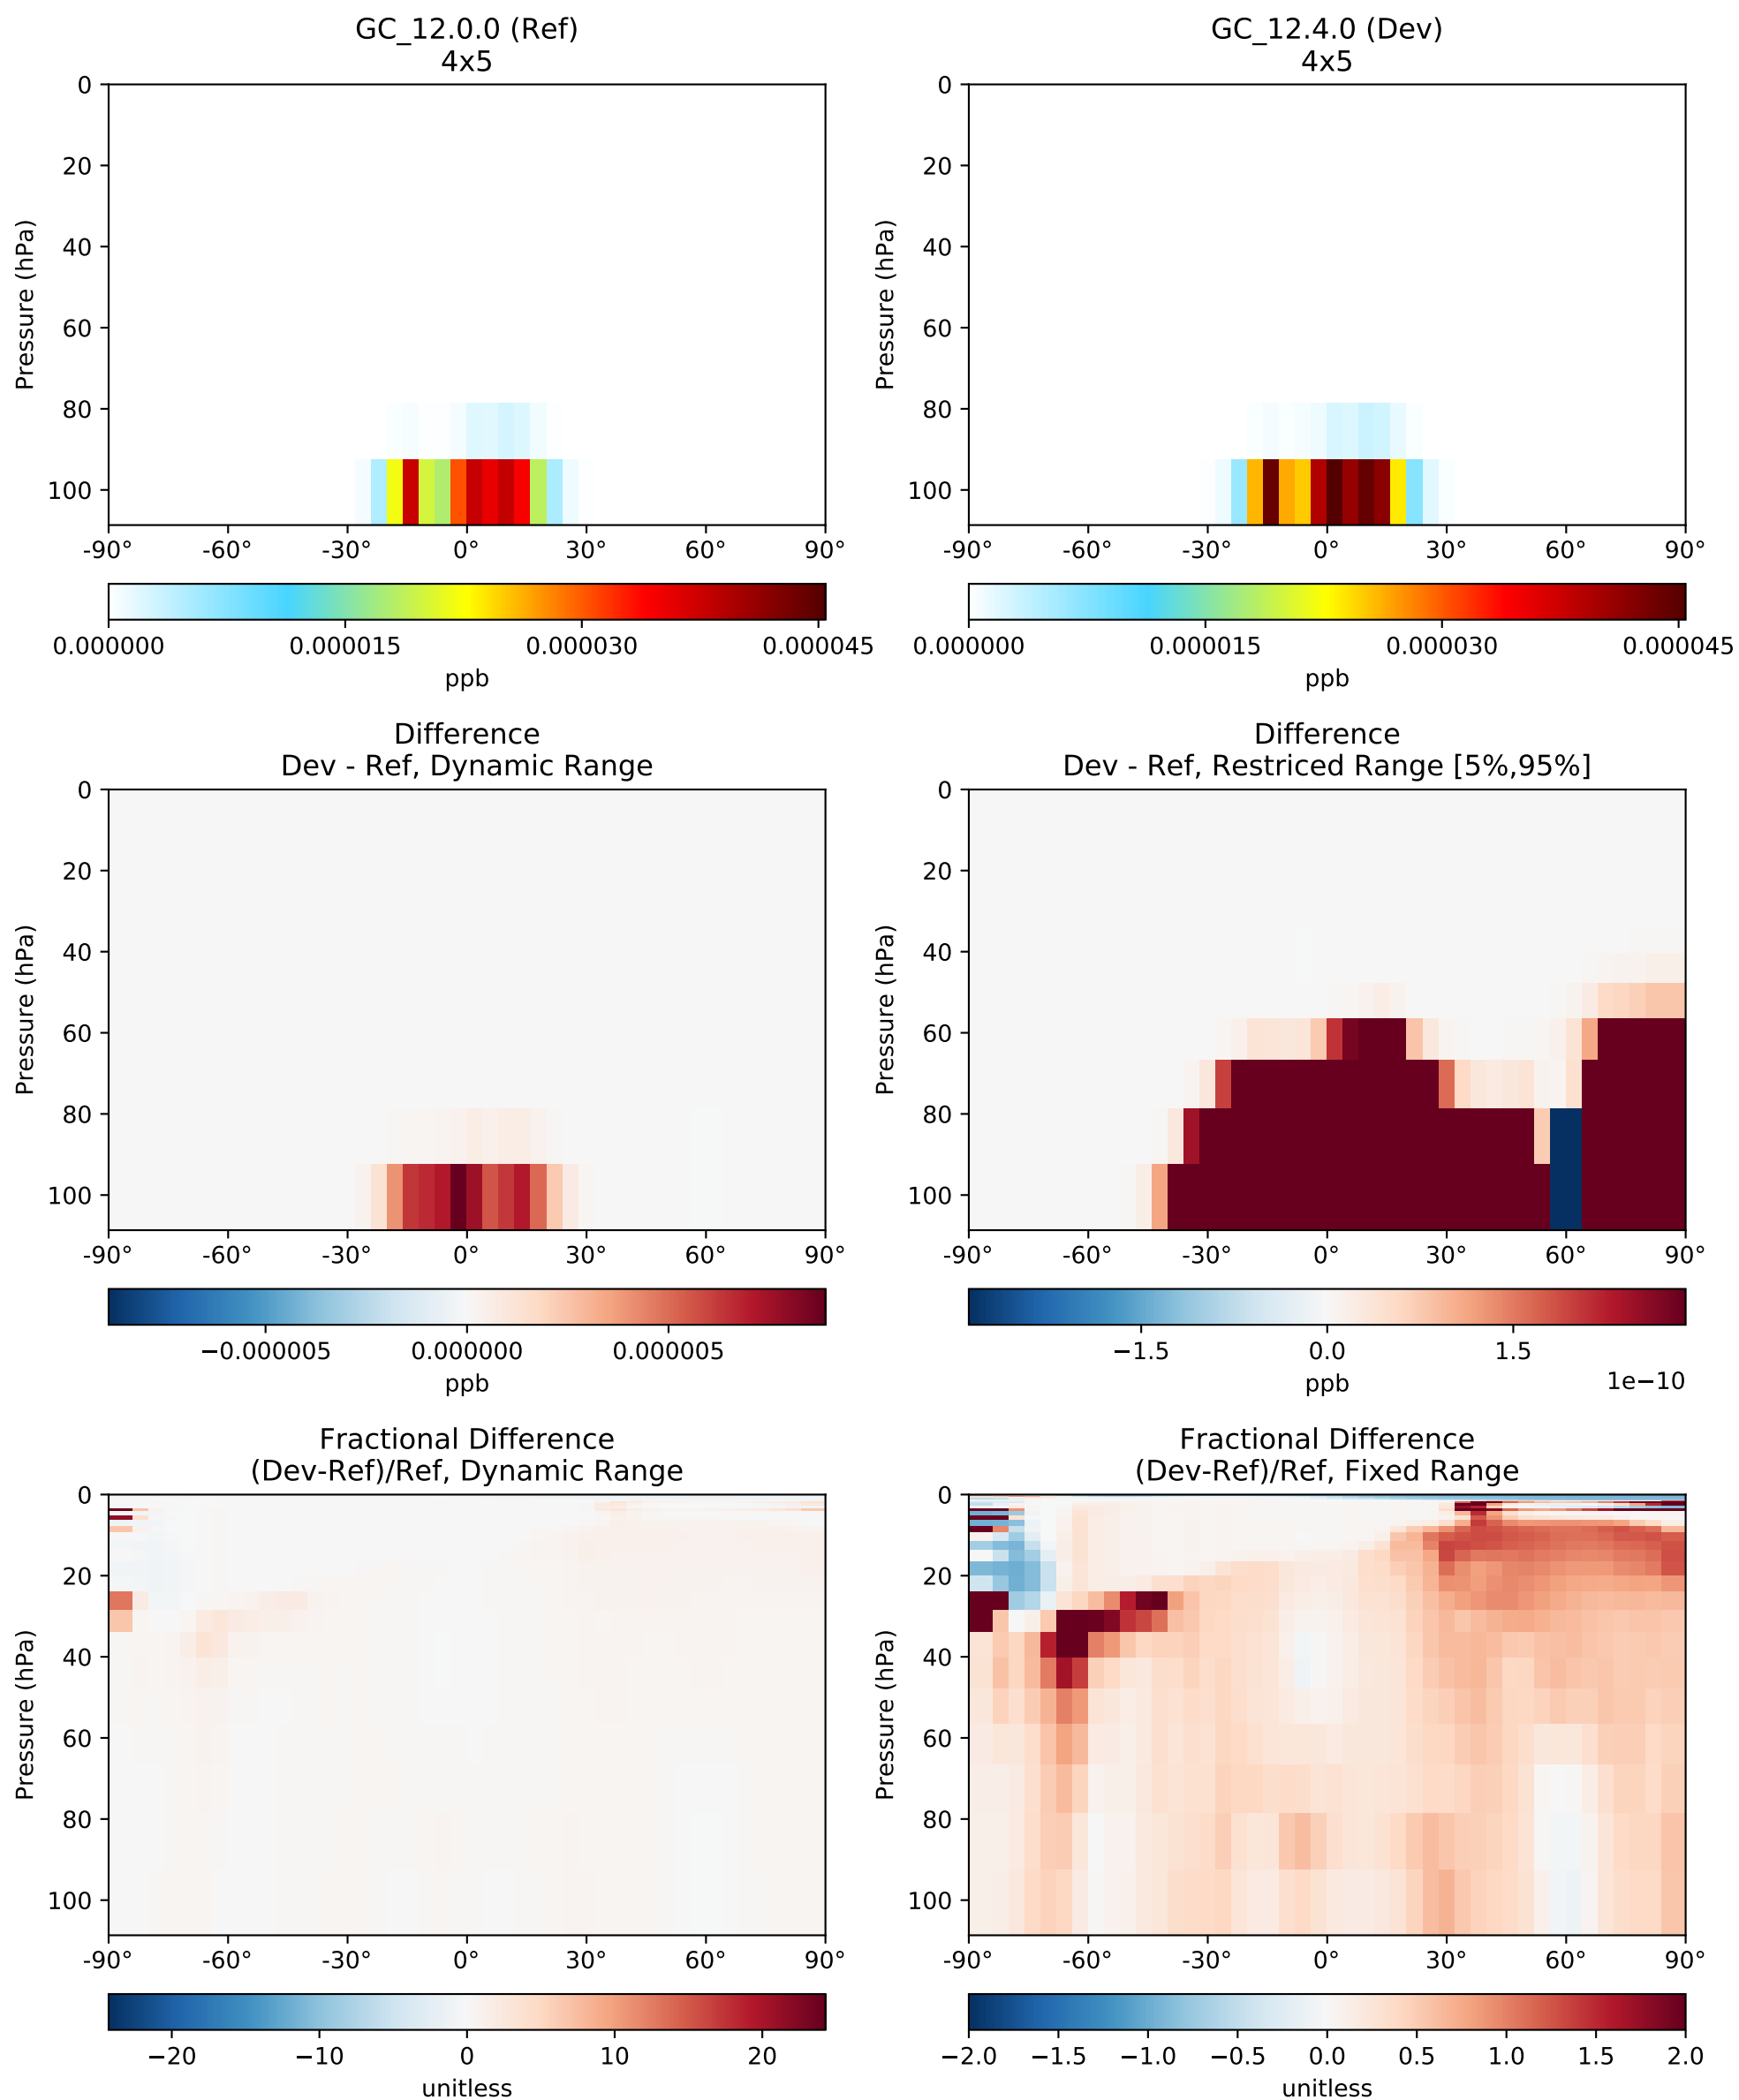 GC_12.0.0 (Ref)
4x5
GC_12.4.0 (Dev)
4x5
Pressure (hPa)
0
20
40
60
80
100
-90° -60° -30° 0° 30° 60° 90°
0.000000 0.000015 0.000030 0.000045
ppb
Pressure (hPa)
0
20
40
60
80
100
-90° -60° -30° 0° 30° 60° 90°
0.000000 0.000015 0.000030 0.000045
ppb
Difference
Dev - Ref, Dynamic Range
Pressure (hPa)
0
20
40
60
80
100
-90° -60° -30° 0° 30° 60° 90°
−0.000005 0.000000 0.000005
ppb
Difference
Dev - Ref, Restriced Range [5%,95%]
Pressure (hPa)
0
20
40
60
80
100
-90° -60° -30° 0° 30° 60° 90°
−1.5 0.0 1.5
ppb
1e−10
Fractional Difference
(Dev-Ref)/Ref, Dynamic Range
Pressure (hPa)
0
20
40
60
80
100
-90° -60° -30° 0° 30° 60° 90°
−20 −10 0 10 20
unitless
Fractional Difference
(Dev-Ref)/Ref, Fixed Range
Pressure (hPa)
0
20
40
60
80
100
-90° -60° -30° 0° 30° 60° 90°
−2.0 −1.5 −1.0 −0.5 0.0 0.5 1.0 1.5 2.0
unitless